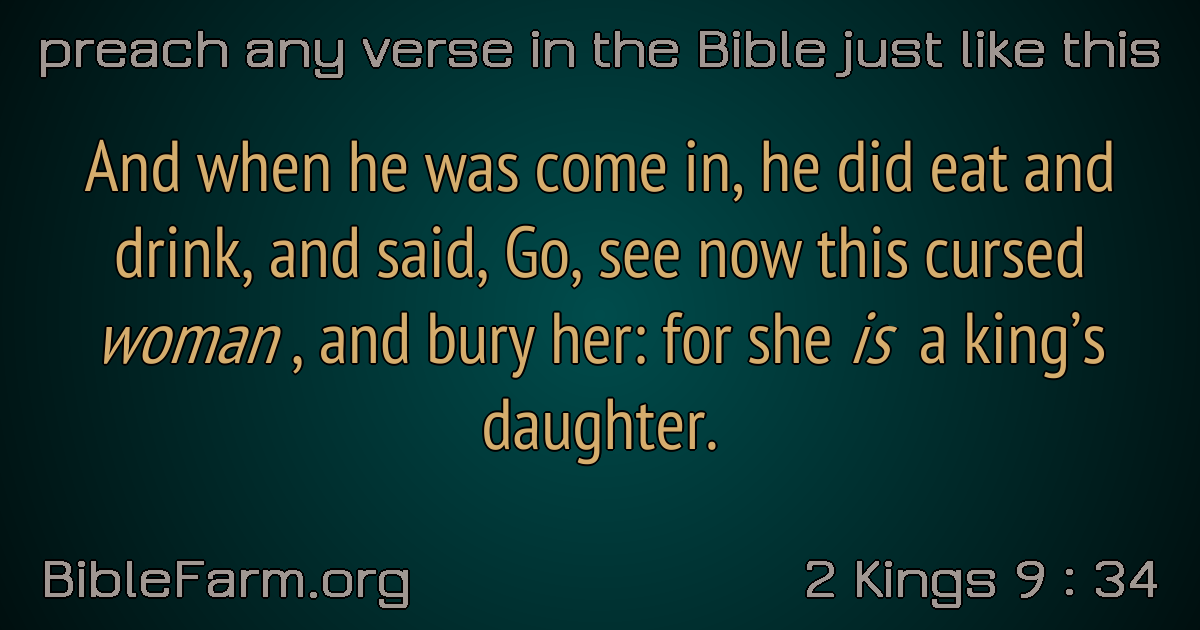 preach any verse in the Bible just like this
And when he was come in, he did eat and
drink, and said, Go, see now this cursed
woman , and bury her: for she is a king’s
daughter.
BibleFarm.org
2 Kings 9 : 34